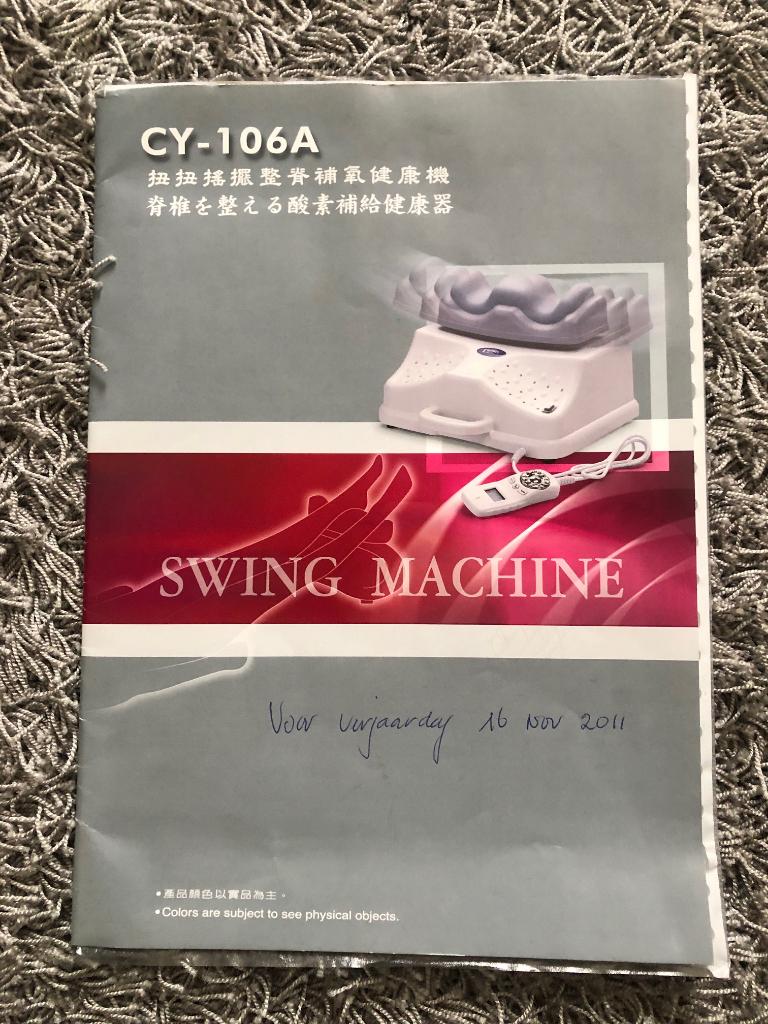 CY-106A
扭扭搖擺整脊補氧健康機
脊椎を整える酸素補給健康器
SWING MACHINE
Voor verjaardag 16 nov 2011
•產品顏色以實品為主。
•Colors are subject to see physical objects.